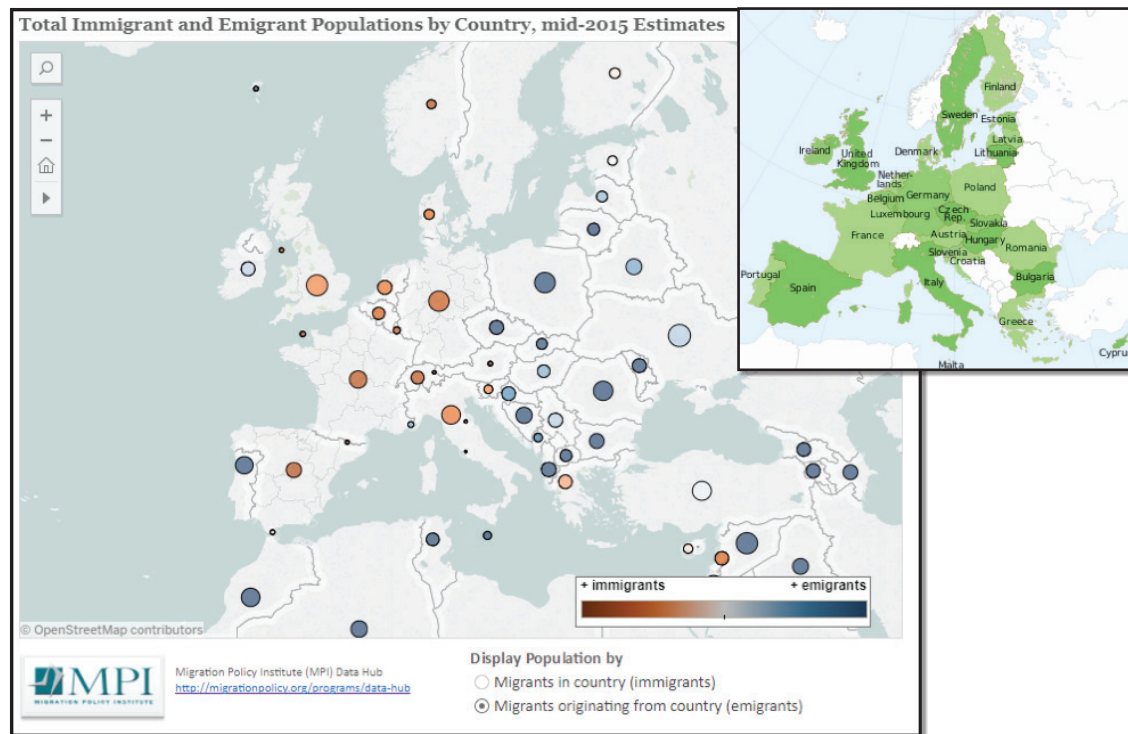 Total Immigrant and Emigrant Populations by Country, mid-2015 Estimates
+ immigrants
+ emigrants
© OpenStreetMap contributors
MPI
MIGRATION POLICY INSTITUTE
Migration Policy Institute (MPI) Data Hub
http://migrationpolicy.org/programs/data-hub
Display Population by
Migrants in country (immigrants)
Migrants originating from country (emigrants)
Finland
Sweden
Estonia
Latvia
Lithuania
Denmark
Ireland
United
Kingdom
Nether-
lands
Belgium
Germany
Poland
Luxembourg
Czech
Rep.
Slovakia
France
Austria
Hungary
Romania
Slovenia
Croatia
Portugal
Spain
Italy
Bulgaria
Greece
Malta
Cyprus